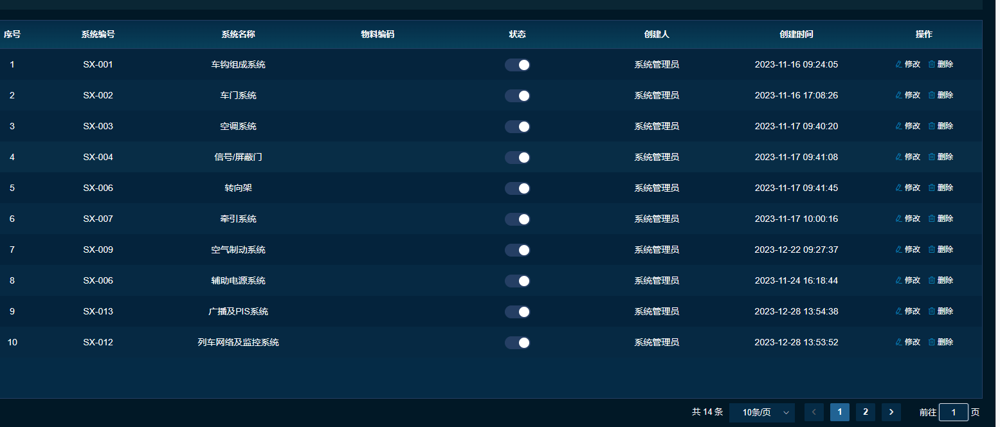 序号 系统编号 系统名称 物料编码 状态 创建人 创建时间 操作
1 SX-001 车钩组成系统 系统管理员 2023-11-16 09:24:05 修改 删除
2 SX-002 车门系统 系统管理员 2023-11-16 17:08:26 修改 删除
3 SX-003 空调系统 系统管理员 2023-11-17 09:40:20 修改 删除
4 SX-004 信号/屏蔽门 系统管理员 2023-11-17 09:41:08 修改 删除
5 SX-006 转向架 系统管理员 2023-11-17 09:41:45 修改 删除
6 SX-007 牵引系统 系统管理员 2023-11-17 10:00:16 修改 删除
7 SX-009 空气制动系统 系统管理员 2023-12-22 09:27:37 修改 删除
8 SX-006 辅助电源系统 系统管理员 2023-11-24 16:18:44 修改 删除
9 SX-013 广播及PIS系统 系统管理员 2023-12-28 13:54:38 修改 删除
10 SX-012 列车网络及监控系统 系统管理员 2023-12-28 13:53:52 修改 删除
共 14 条 10条/页 1 2 前往 1 页